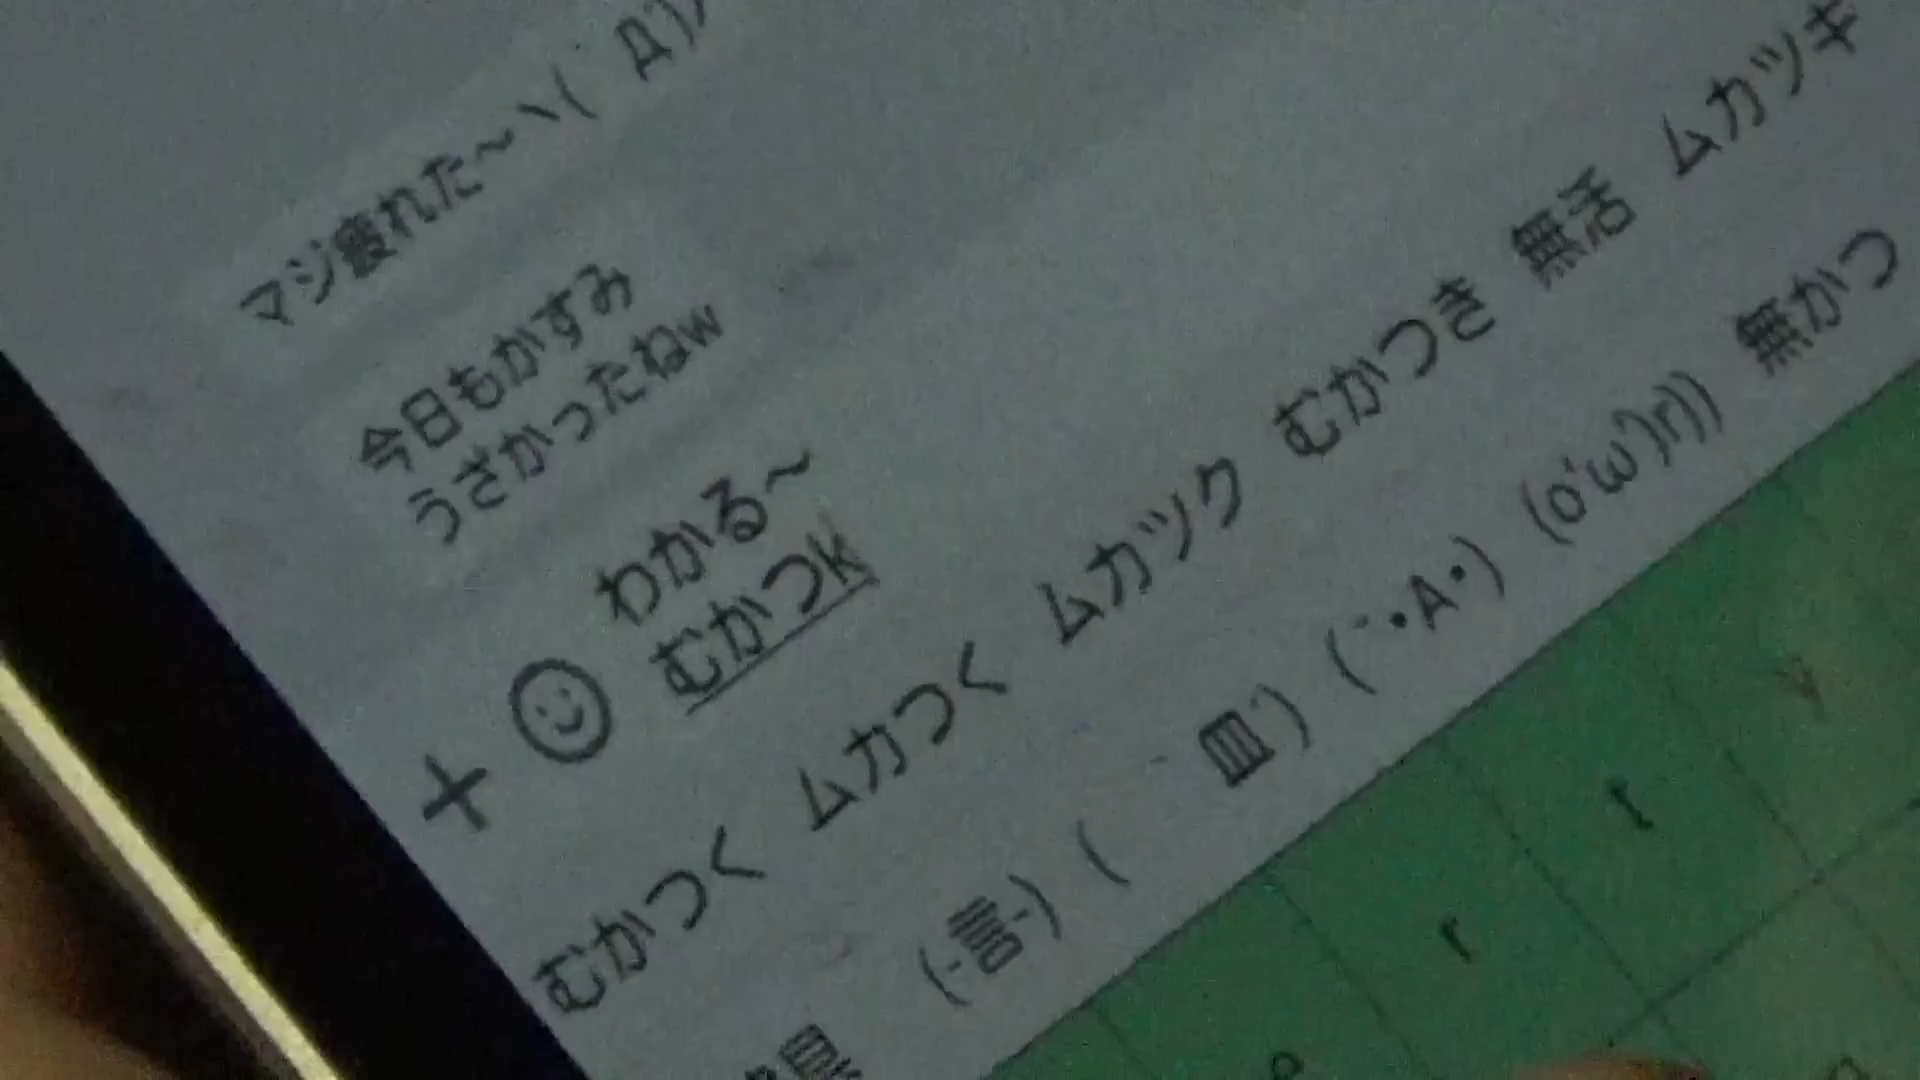 マジ疲れた～ヽ(´Д`)ﾉ
今日もかすみ
うざかったねw
わかる～
むかつk
+
むかつく ムカつく ムカツク むかつき 無活 ムカツキ
(-言-) ( ｀皿´) (´･A･) (o'ω')r)) 無かつ
r t y